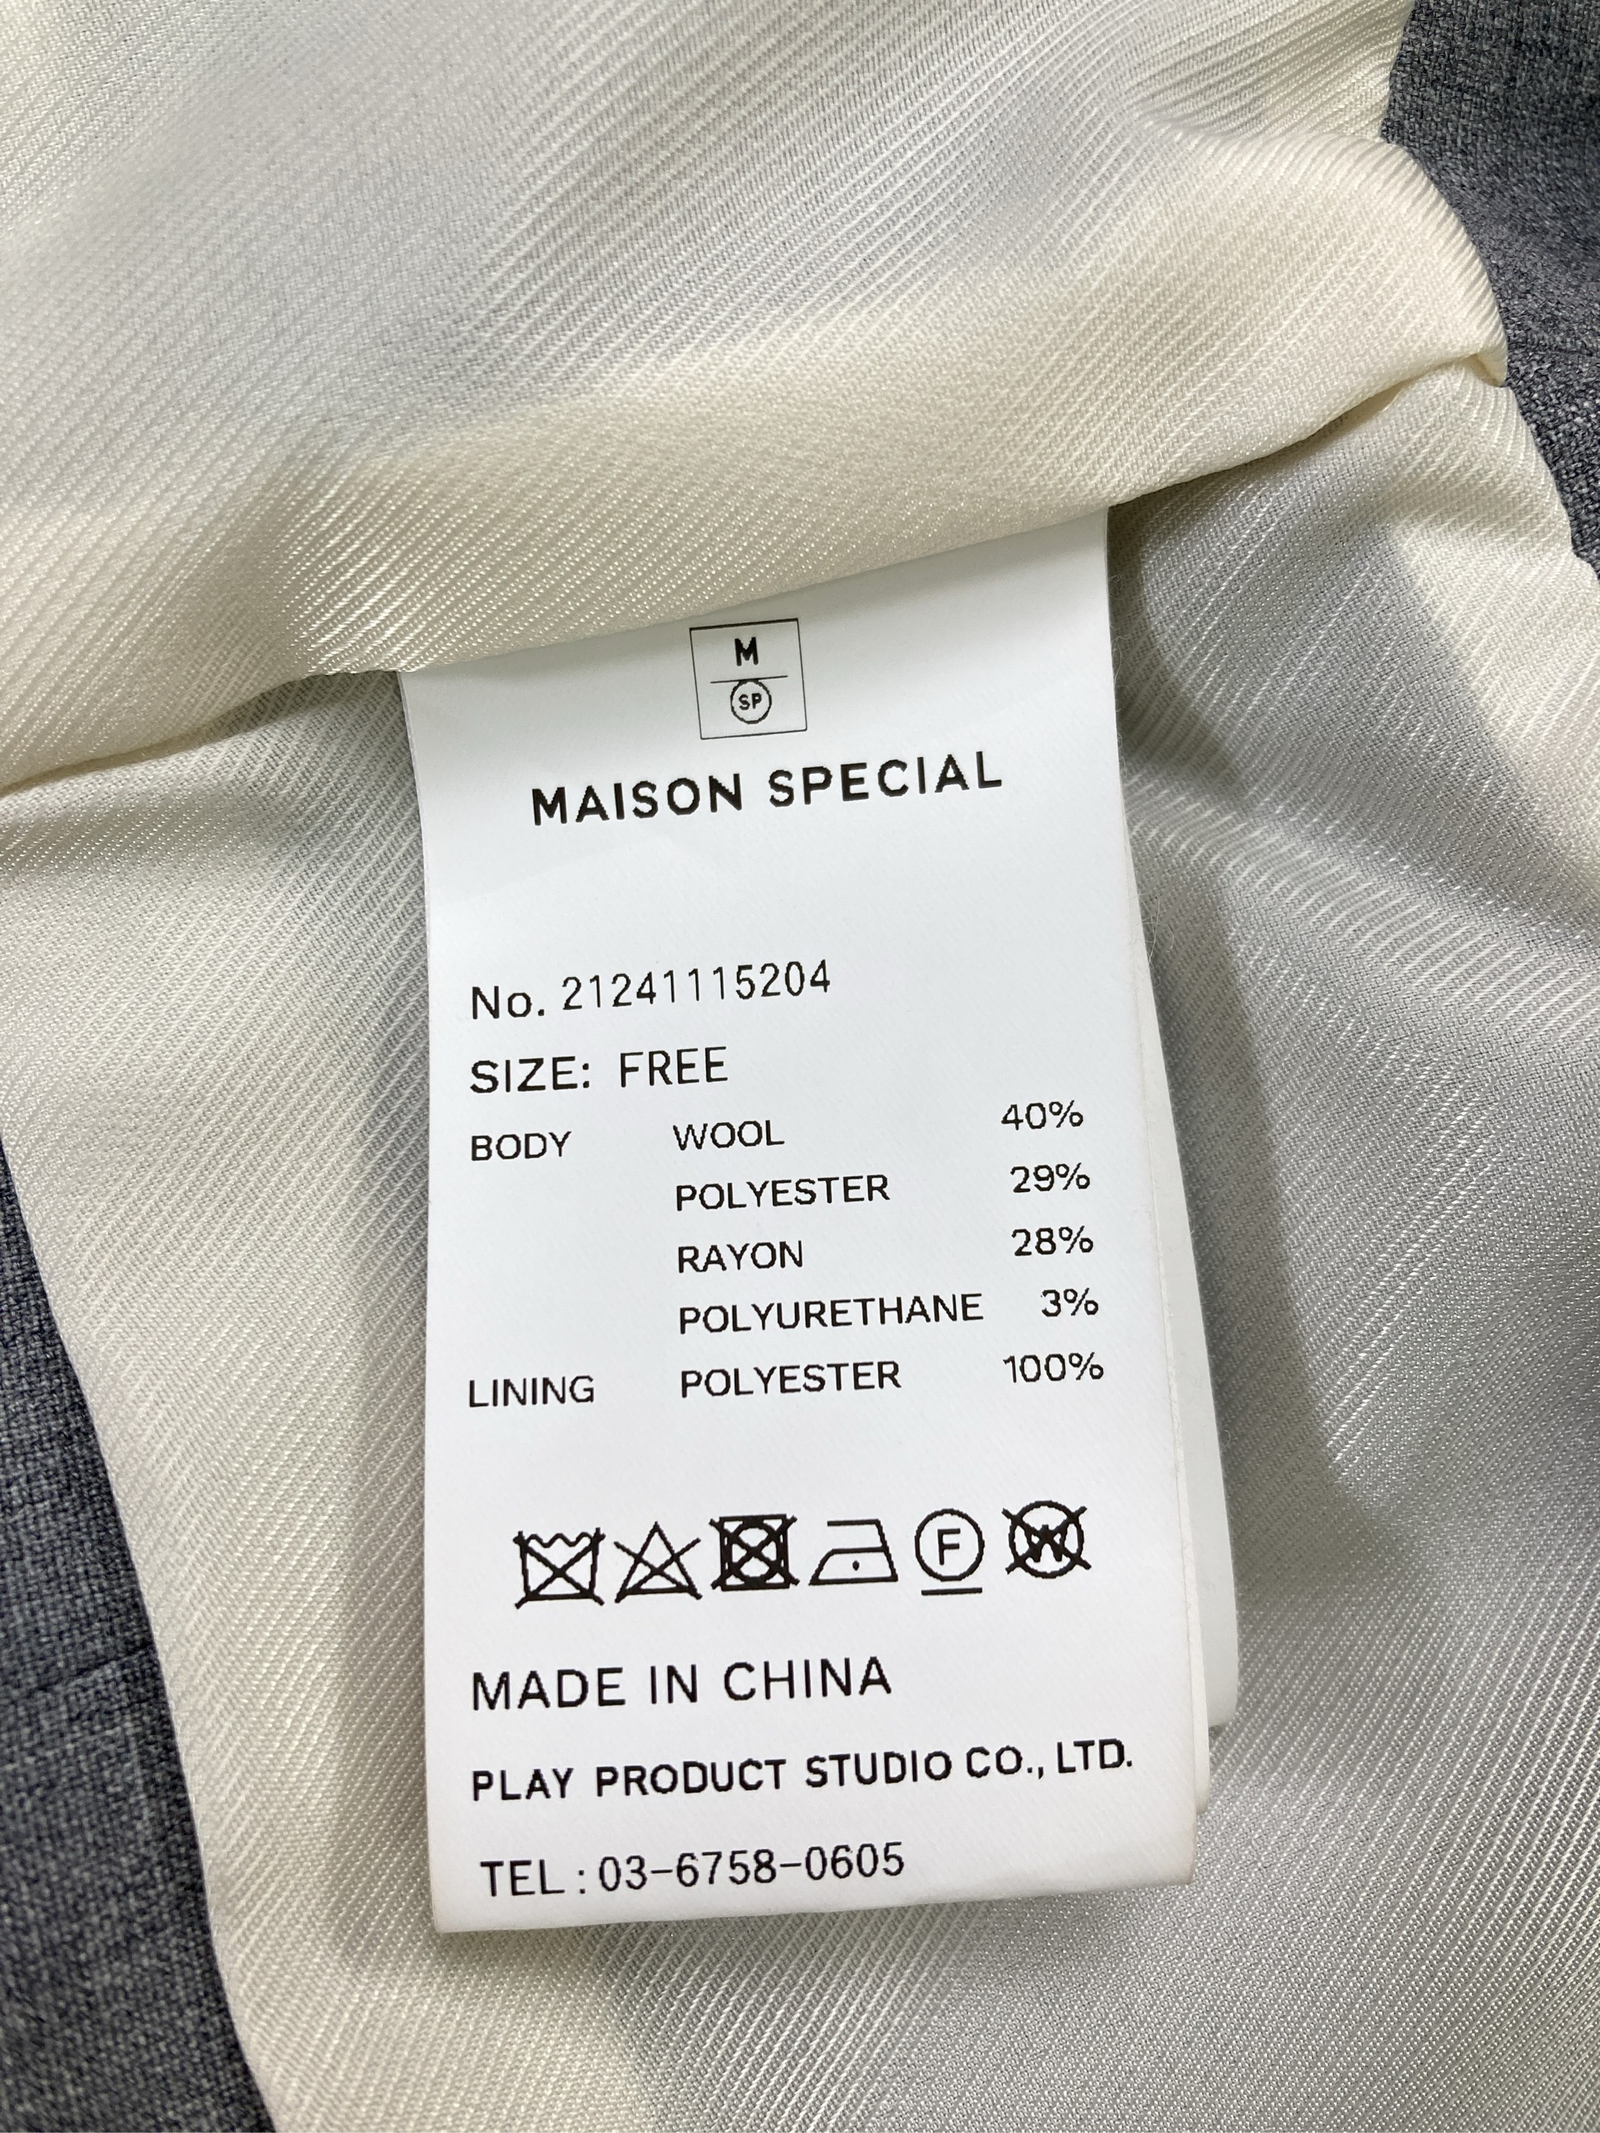 M
SP
MAISON SPECIAL
No. 21241115204
SIZE: FREE
BODY WOOL 40%
POLYESTER 29%
RAYON 28%
POLYURETHANE 3%
LINING POLYESTER 100%
F W
MADE IN CHINA
PLAY PRODUCT STUDIO CO., LTD.
TEL : 03-6758-0605